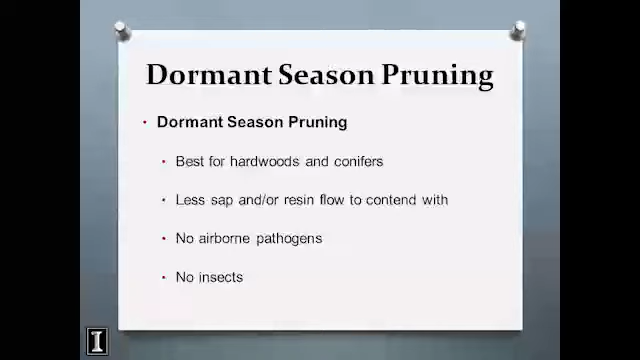 Dormant Season Pruning
• Dormant Season Pruning
• Best for hardwoods and conifers
• Less sap and/or resin flow to contend with
• No airborne pathogens
• No insects
I